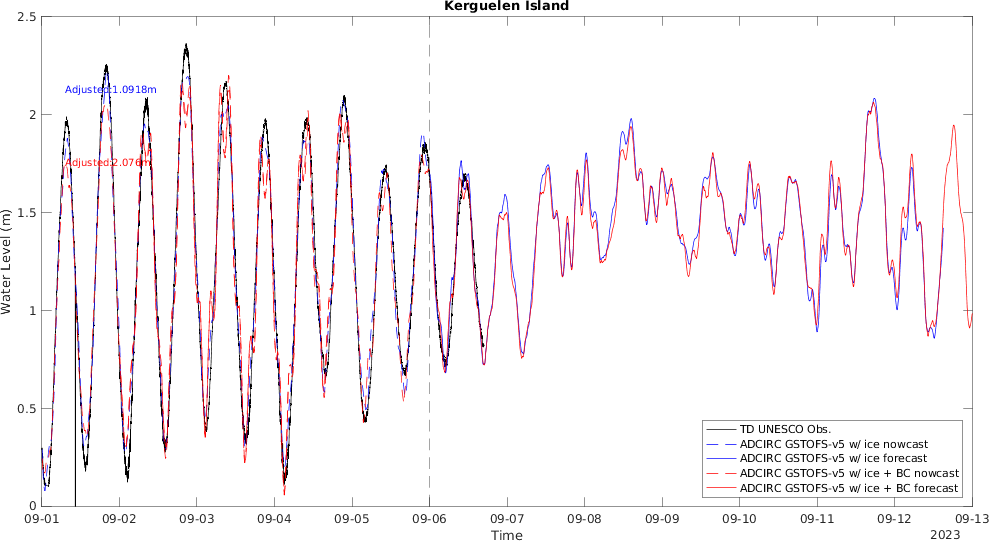 Kerguelen Island
2.5
2
1.5
1
0.5
0
Water Level (m)
Adjusted:1.0918m
Adjusted:2.076m
TD UNESCO Obs.
ADCIRC GSTOFS-v5 w/ ice nowcast
ADCIRC GSTOFS-v5 w/ ice forecast
ADCIRC GSTOFS-v5 w/ ice + BC nowcast
ADCIRC GSTOFS-v5 w/ ice + BC forecast
09-01 09-02 09-03 09-04 09-05 09-06 09-07 09-08 09-09 09-10 09-11 09-12 09-13
Time
2023